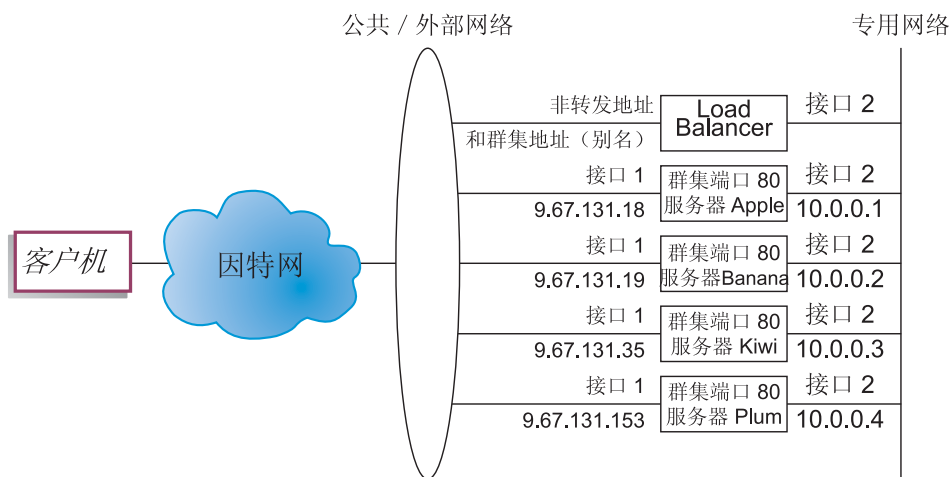 公共 / 外部网络
专用网络
非转发地址
和群集地址（别名）
Load
Balancer
接口 2
接口 1
9.67.131.18
群集端口 80
服务器 Apple
接口 2
10.0.0.1
客户机
因特网
接口 1
9.67.131.19
群集端口 80
服务器Banana
接口 2
10.0.0.2
接口 1
9.67.131.35
群集端口 80
服务器 Kiwi
接口 2
10.0.0.3
接口 1
9.67.131.153
群集端口 80
服务器 Plum
接口 2
10.0.0.4